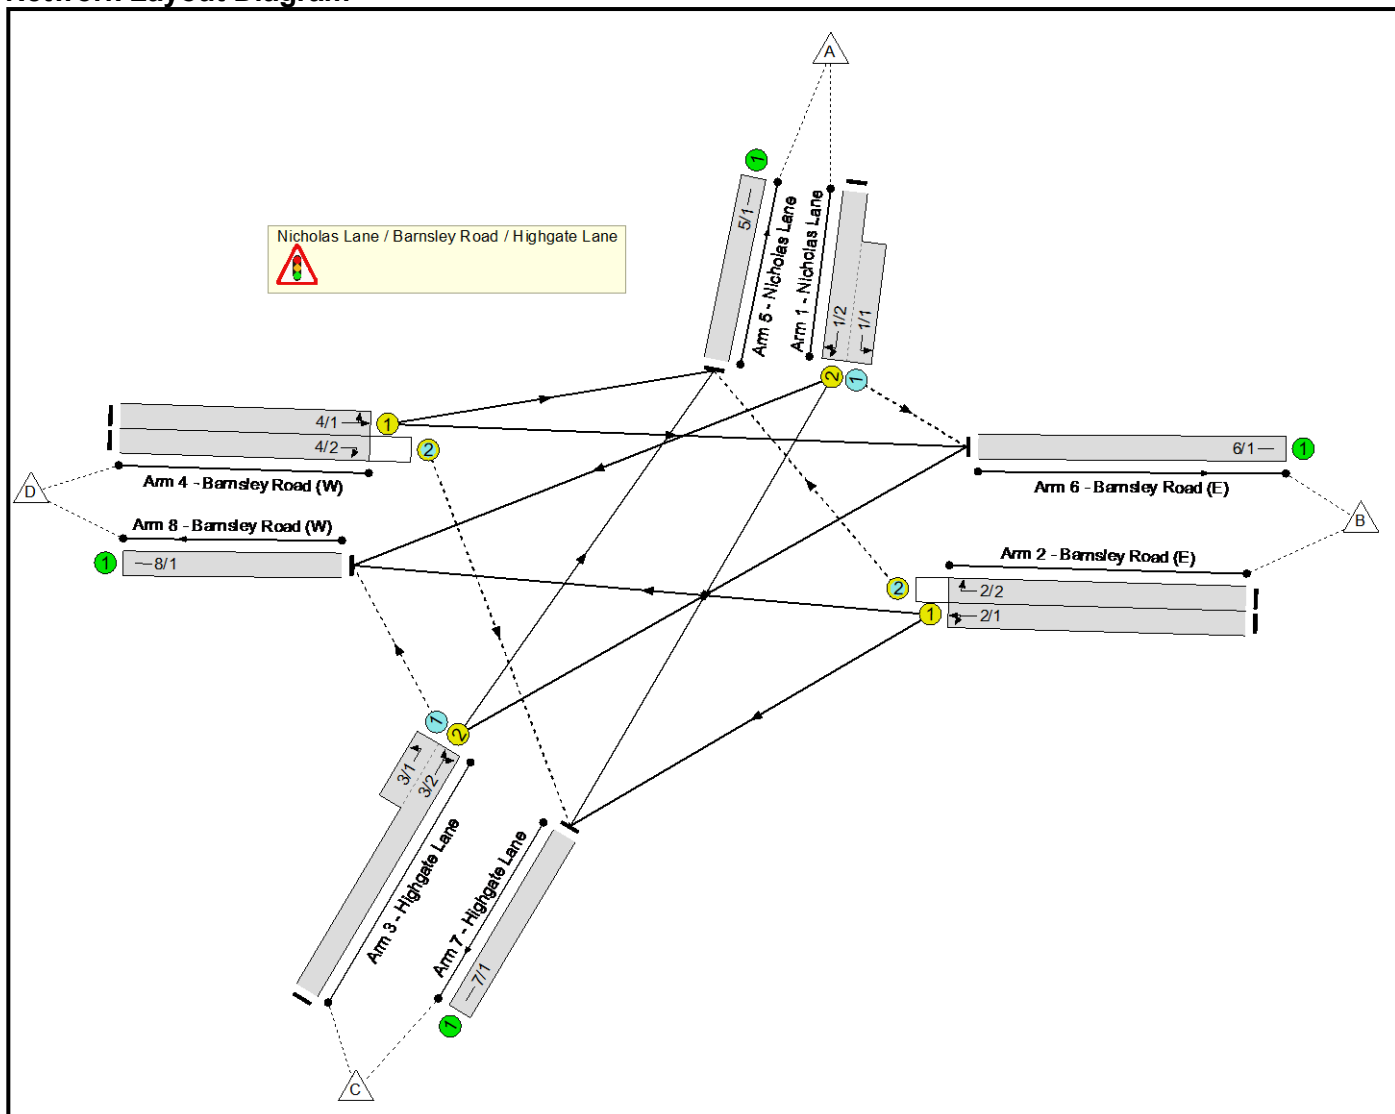 Network Layout Diagram
A
1
5/1
Arm 5 - Nicholas Lane
Arm 1 - Nicholas Lane
1/2
1/1
2
1
Nicholas Lane / Barnsley Road / Highgate Lane
4/1
4/2
1
2
Arm 4 - Barnsley Road (W)
D
Arm 8 - Barnsley Road (W)
1
8/1
6/1
1
Arm 6 - Barnsley Road (E)
B
Arm 2 - Barnsley Road (E)
2
2/2
1
2/1
1
2
3/1
3/2
Arm 3 - Highgate Lane
Arm 7 - Highgate Lane
7/1
1
C